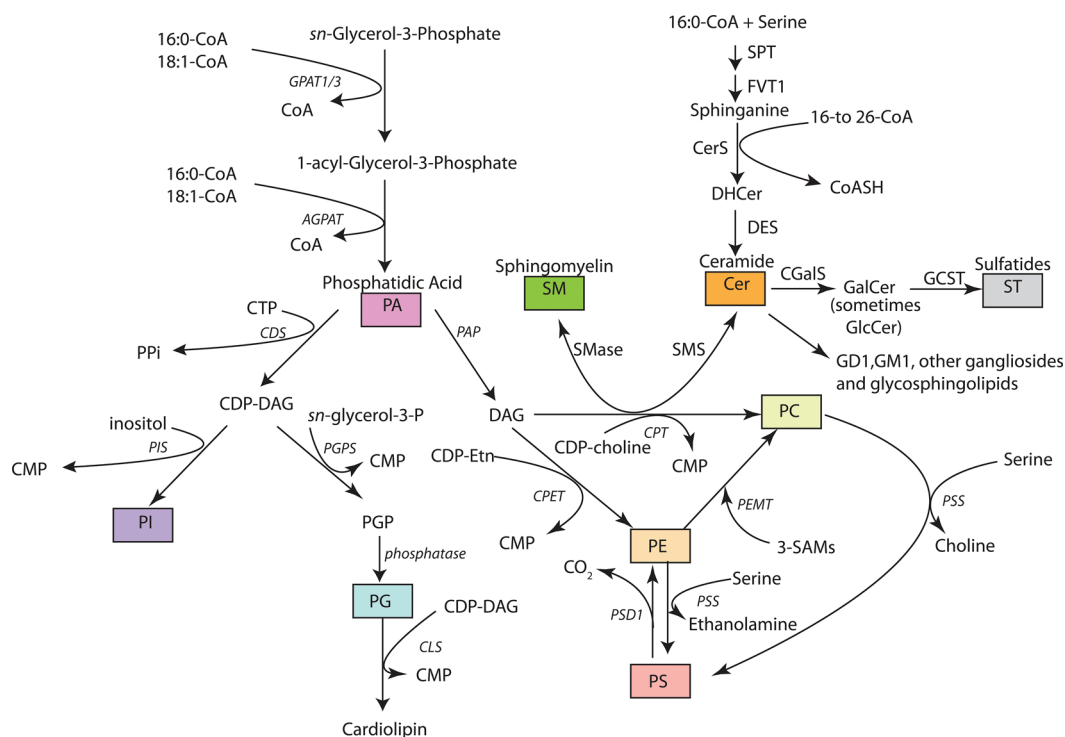 16:0-CoA
18:1-CoA
sn-Glycerol-3-Phosphate
GPAT1/3
CoA
1-acyl-Glycerol-3-Phosphate
16:0-CoA
18:1-CoA
AGPAT
CoA
Phosphatidic Acid
PA
CTP
CDS
PPi
PAP
CDP-DAG
inositol
PIS
CMP
PI
sn-glycerol-3-P
PGPS
CMP
PGP
phosphatase
PG
CDP-DAG
CLS
CMP
Cardiolipin
16:0-CoA + Serine
SPT
FVT1
Sphinganine
16-to 26-CoA
CerS
CoASH
DHCer
DES
Ceramide
Cer
Sphingomyelin
SM
CGalS
GalCer
(sometimes
GlcCer)
GCST
Sulfatides
ST
GD1,GM1, other gangliosides
and glycosphingolipids
SMase
SMS
DAG
CDP-choline
CPT
CMP
PC
CDP-Etn
CPET
CMP
PE
PEMT
3-SAMs
Serine
PSS
Choline
CO2
PSD1
Serine
PSS
Ethanolamine
PS